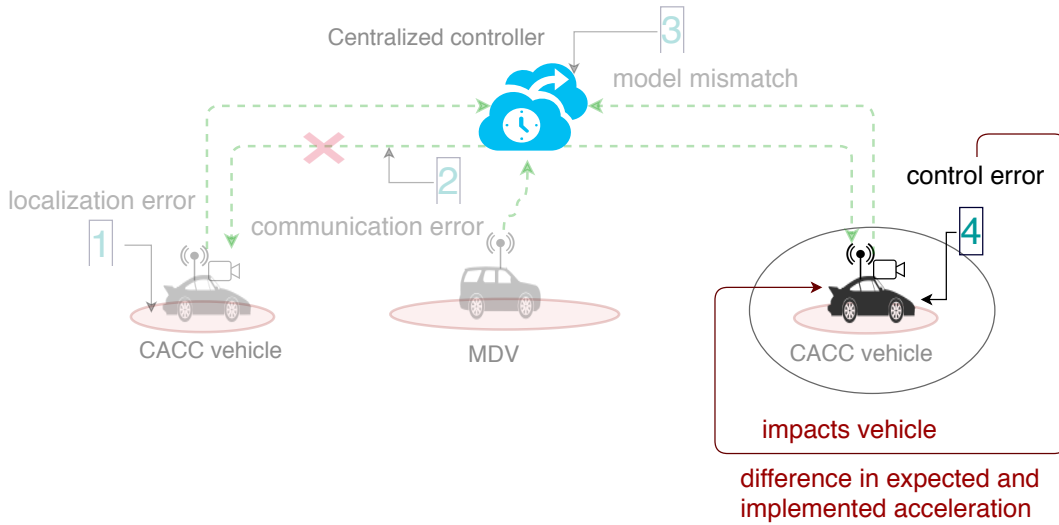 Centralized controller
3
model mismatch
2
control error
localization error
1
communication error
4
CACC vehicle
MDV
CACC vehicle
impacts vehicle
difference in expected and
implemented acceleration